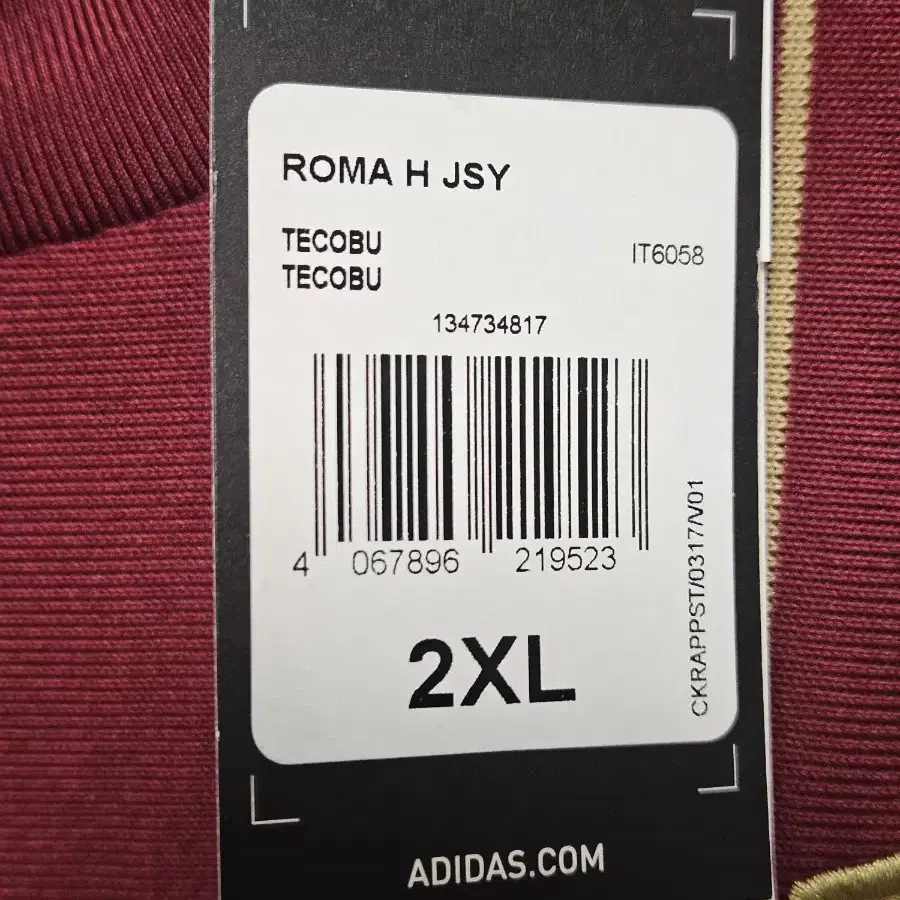 ROMA H JSY
TECOBU
TECOBU
IT6058
134734817
4 067896 219523
CKRAPPST/0317/V01
2XL
ADIDAS.COM